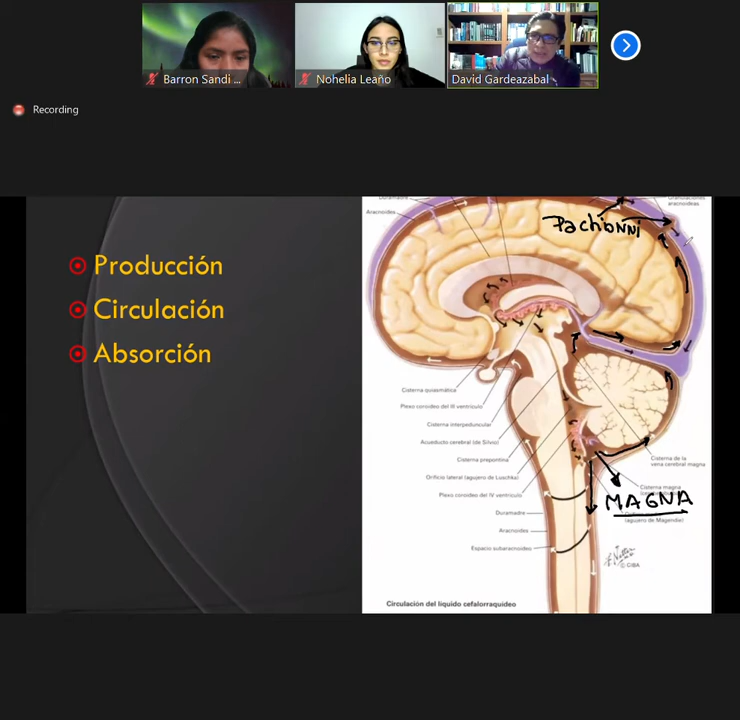 Barron Sandi ...
Nohelia Leaño
David Gardeazabal
Recording
Producción
Circulación
Absorción
Duramadre
Aracnoides
Granulaciones
aracnoideas
Pachionni
Cisterna quiasmática
Plexo coroideo del III ventrículo
Cisterna interpeduncular
Acueducto cerebral (de Silvio)
Cisterna prepontina
Orificio lateral (agujero de Luschka)
Plexo coroideo del IV ventrículo
Duramadre
Aracnoides
Espacio subaracnoideo
Cisterna de la
vena cerebral magna
Cisterna magna
MAGNA
(agujero de Magendie)
© CIBA
Circulación del líquido cefalorraquídeo